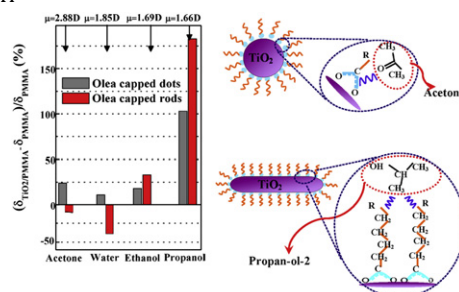 μ=2.88D μ=1.85D μ=1.69D μ=1.66D
(δTIO2/PMMA-δPMMA)/δPMMA (%)
150
100
50
0
-50
Olea capped dots
Olea capped rods
Acetone Water Ethanol Propanol
TiO2
R
O
O
CH3
O
CH3
Aceton
TiO2
OH
CH3
CH
CH3
R
R
CH2
CH2
CH2
CH2
CH2
CH2
CH2
CH2
C
C
O
O
O
O
Propan-ol-2